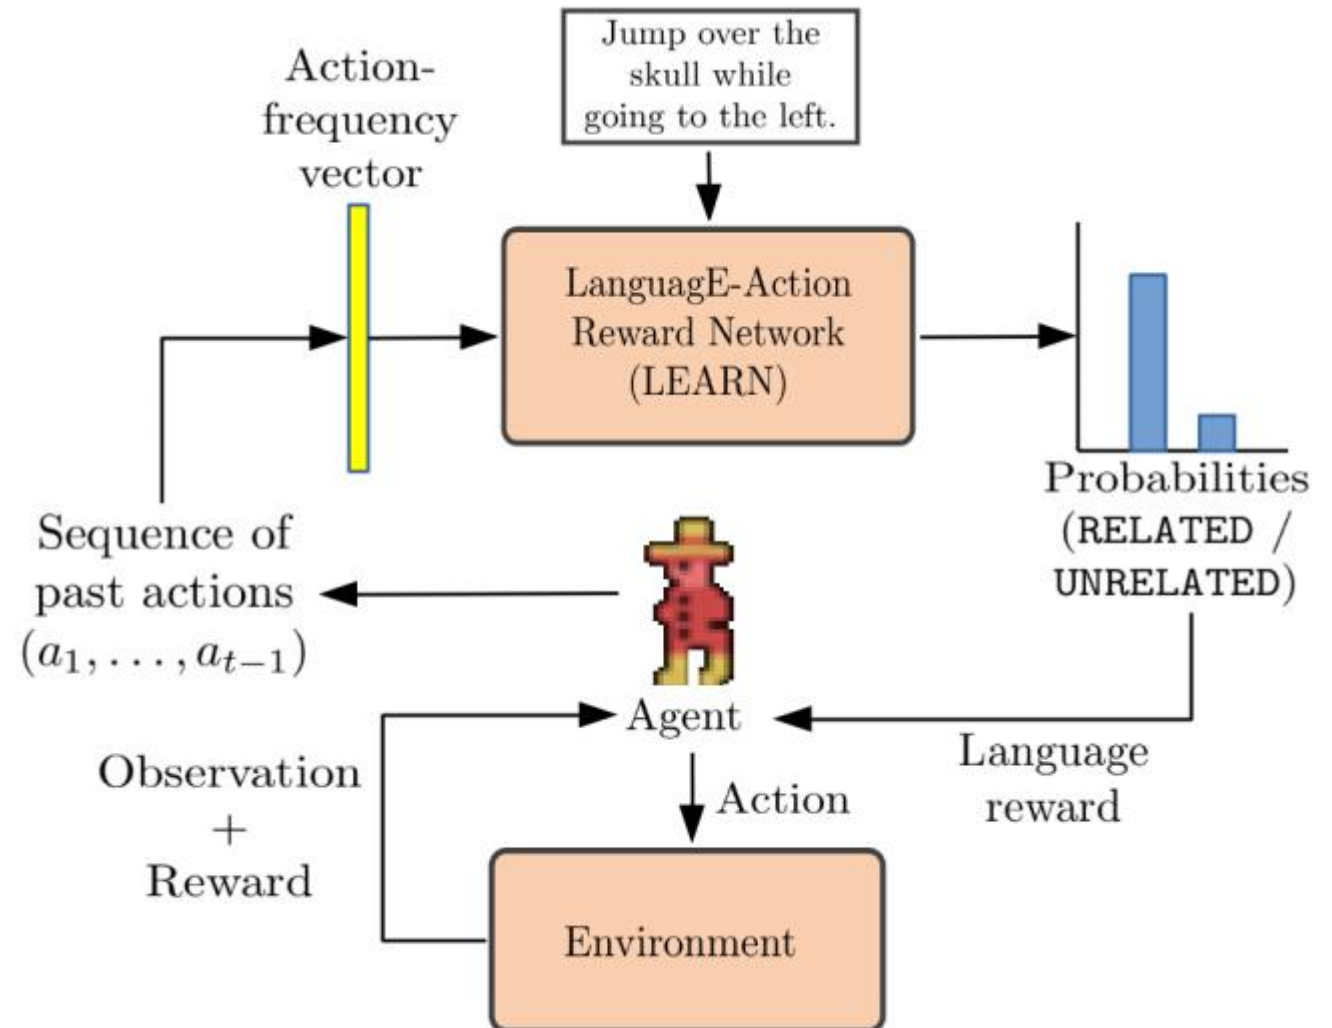 Jump over the
skull while
going to the left.
Action-
frequency
vector
LanguagE-Action
Reward Network
(LEARN)
Probabilities
(RELATED /
UNRELATED)
Sequence of
past actions
(a₁, . . . , aₜ₋₁)
Agent
Language
reward
Observation
+
Reward
Action
Environment